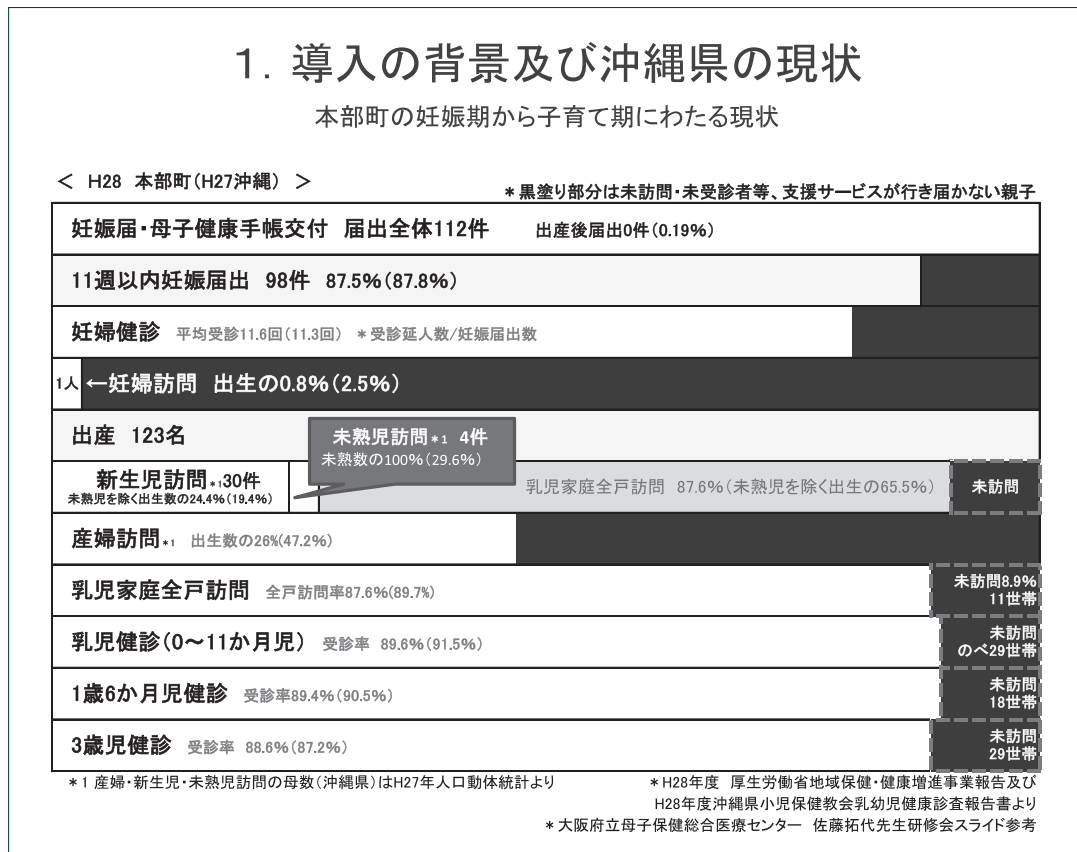 1．導入の背景及び沖縄県の現状
本部町の妊娠期から子育て期にわたる現状
＜ H28 本部町（H27沖縄） ＞
＊黒塗り部分は未訪問・未受診者等、支援サービスが行き届かない親子
妊娠届・母子健康手帳交付 届出全体112件 出産後届出0件（0.19％）
11週以内妊娠届出 98件 87.5％（87.8％）
妊婦健診 平均受診11.6回（11.3回） ＊受診延人数/妊娠届出数
1人 ←妊婦訪問 出生の0.8％（2.5％）
出産 123名
未熟児訪問＊1 4件
未熟数の100％（29.6％）
新生児訪問＊1 30件
未熟児を除く出生数の24.4％（19.4％）
乳児家庭全戸訪問 87.6％（未熟児を除く出生の65.5％）
未訪問
産婦訪問＊1 出生数の26％（47.2％）
乳児家庭全戸訪問 全戸訪問率87.6％（89.7％）
未訪問8.9％
11世帯
乳児健診（0～11か月児） 受診率 89.6％（91.5％）
未訪問
のべ29世帯
1歳6か月児健診 受診率89.4％（90.5％）
未訪問
18世帯
3歳児健診 受診率 88.6％（87.2％）
未訪問
29世帯
＊1 産婦・新生児・未熟児訪問の母数（沖縄県）はH27年人口動体統計より
＊H28年度 厚生労働省地域保健・健康増進事業報告及び
H28年度沖縄県小児保健教会乳幼児健康診査報告書より
＊大阪府立母子保健総合医療センター 佐藤拓代先生研修会スライド参考